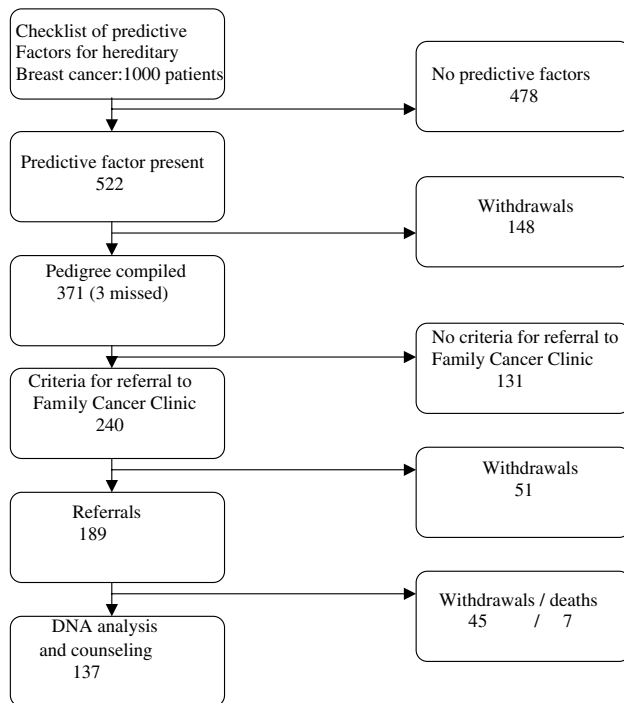 Checklist of predictive
Factors for hereditary
Breast cancer:1000 patients
No predictive factors
478
Predictive factor present
522
Withdrawals
148
Pedigree compiled
371 (3 missed)
No criteria for referral to
Family Cancer Clinic
131
Criteria for referral to
Family Cancer Clinic
240
Withdrawals
51
Referrals
189
Withdrawals / deaths
45 / 7
DNA analysis
and counseling
137